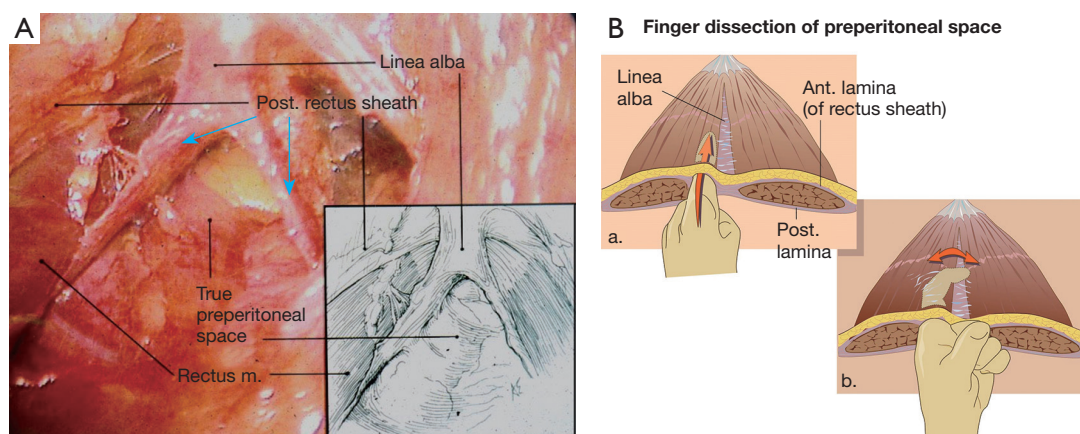 A
Linea alba
Post. rectus sheath
True
preperitoneal
space
Rectus m.
B Finger dissection of preperitoneal space
Linea
alba
Ant. lamina
(of rectus sheath)
Post.
lamina
a.
b.